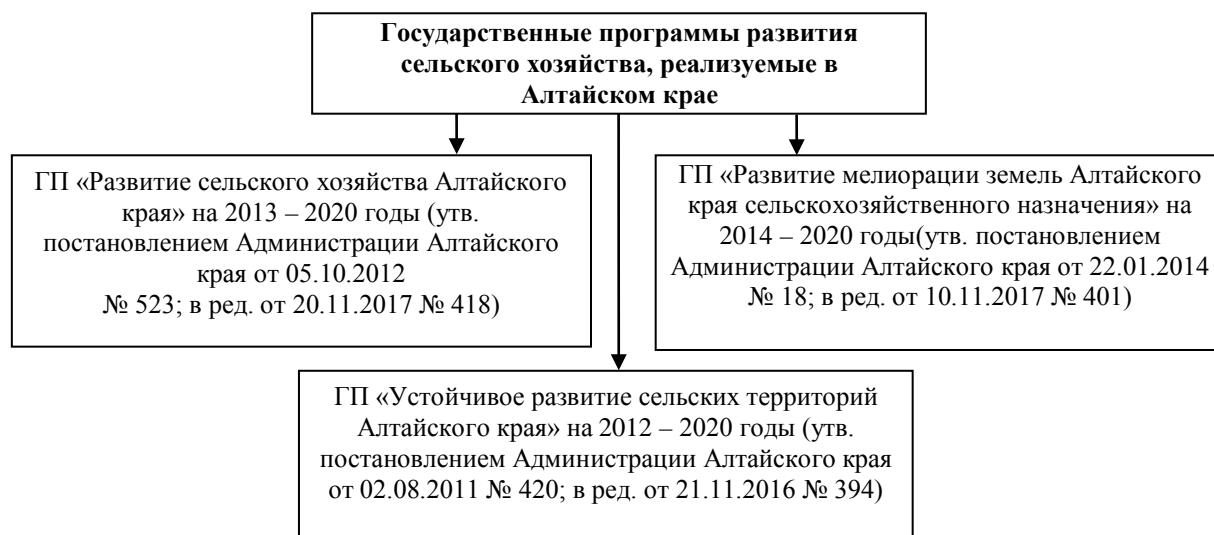 Государственные программы развития
сельского хозяйства, реализуемые в
Алтайском крае
ГП «Развитие сельского хозяйства Алтайского
края» на 2013 – 2020 годы (утв.
постановлением Администрации Алтайского
края от 05.10.2012
№ 523; в ред. от 20.11.2017 № 418)
ГП «Развитие мелиорации земель Алтайского
края сельскохозяйственного назначения» на
2014 – 2020 годы(утв. постановлением
Администрации Алтайского края от 22.01.2014
№ 18; в ред. от 10.11.2017 № 401)
ГП «Устойчивое развитие сельских территорий
Алтайского края» на 2012 – 2020 годы (утв.
постановлением Администрации Алтайского края
от 02.08.2011 № 420; в ред. от 21.11.2016 № 394)